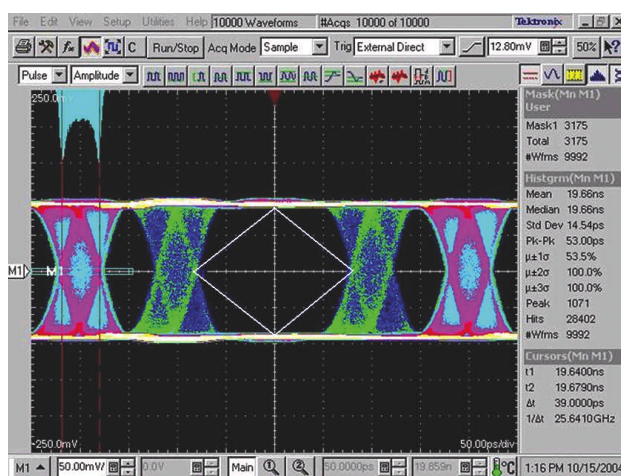 File Edit View Setup Utilities Help 10000 Waveforms #Acqs 10000 of 10000 Tektronix
C Run/Stop Acq Mode Sample Trig External Direct 12.80mV 50%
Pulse Amplitude
250.0mV
Mask(Mn M1)
User
Mask1 3175
Total 3175
#Wfms 9992
Histgrm(Mn M1)
Mean 19.66ns
Median 19.66ns
Std Dev 14.54ps
Pk-Pk 53.00ps
µ±1σ 53.5%
µ±2σ 100.0%
µ±3σ 100.0%
Peak 1071
Hits 28402
#Wfms 9992
Cursors(Mn M1)
t1 19.6400ns
t2 19.6790ns
Δt 39.0000ps
1/Δt 25.6410GHz
M1 M1
-250.0mV 50.00ps/div
M1 50.00mV/ 0.0V Main 1 2 50.0000ps 19.859n °C 1:16 PM 10/15/2004